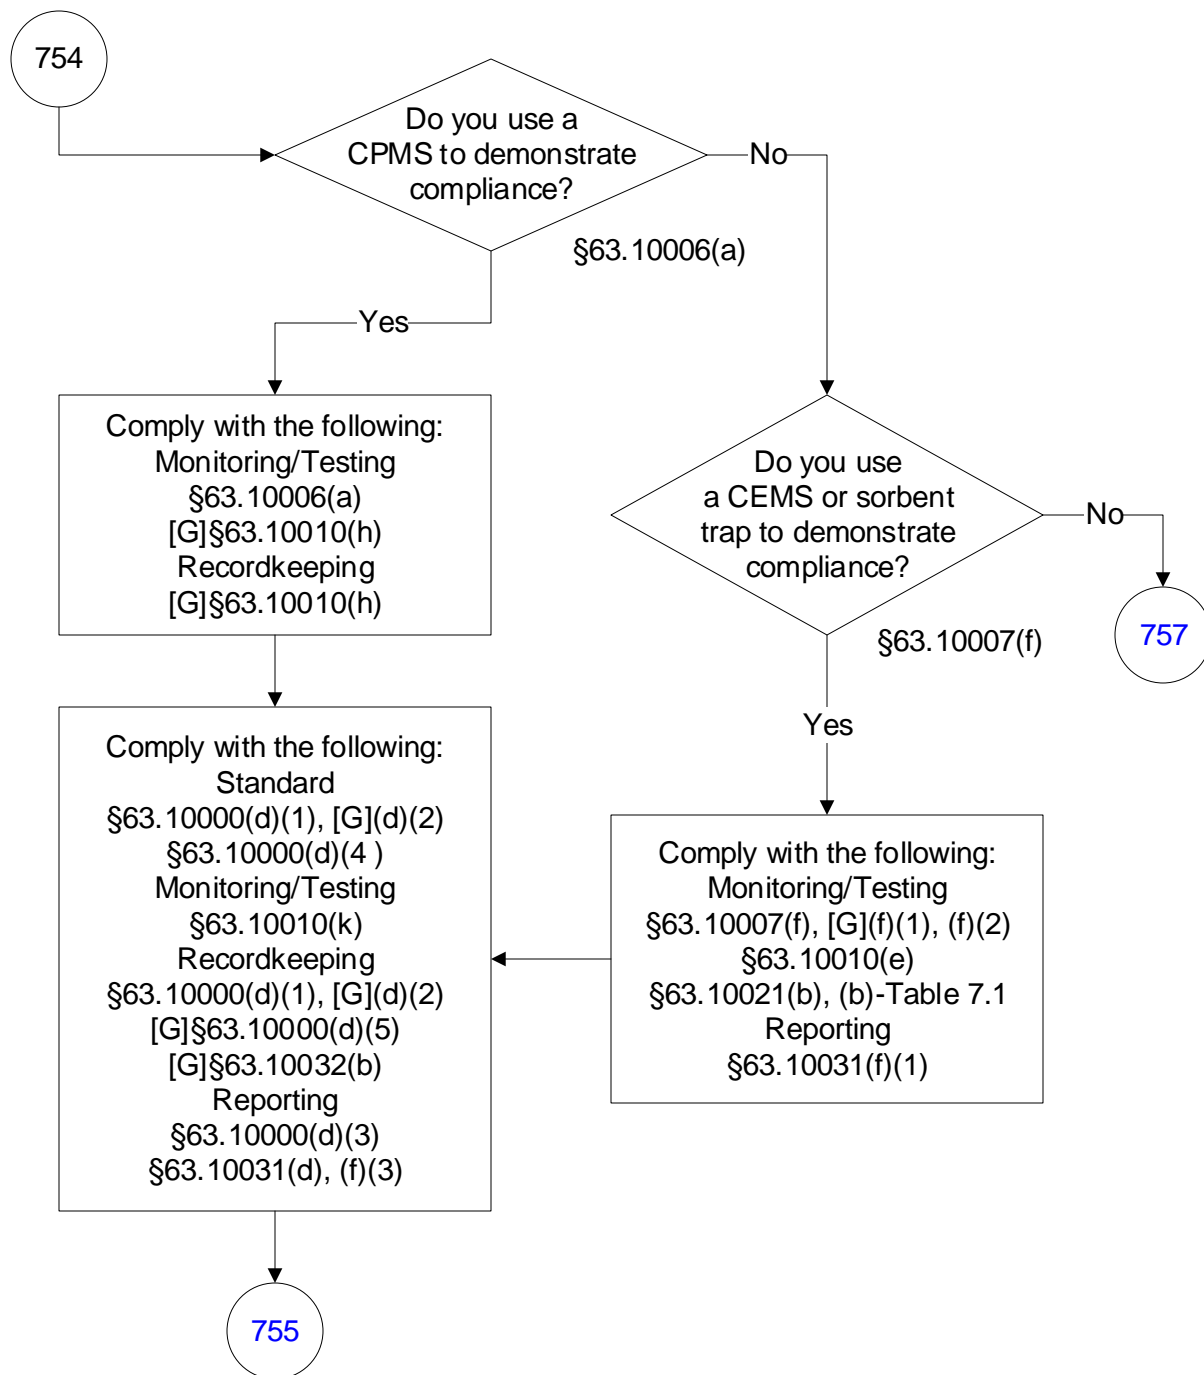 754
Do you use a
CPMS to demonstrate
compliance?
No
§63.10006(a)
Yes
Comply with the following:
Monitoring/Testing
§63.10006(a)
[G]§63.10010(h)
Recordkeeping
[G]§63.10010(h)
Do you use
a CEMS or sorbent
trap to demonstrate
compliance?
No
757
§63.10007(f)
Yes
Comply with the following:
Standard
§63.10000(d)(1), [G](d)(2)
§63.10000(d)(4 )
Monitoring/Testing
§63.10010(k)
Recordkeeping
§63.10000(d)(1), [G](d)(2)
[G]§63.10000(d)(5)
[G]§63.10032(b)
Reporting
§63.10000(d)(3)
§63.10031(d), (f)(3)
Comply with the following:
Monitoring/Testing
§63.10007(f), [G](f)(1), (f)(2)
§63.10010(e)
§63.10021(b), (b)-Table 7.1
Reporting
§63.10031(f)(1)
755